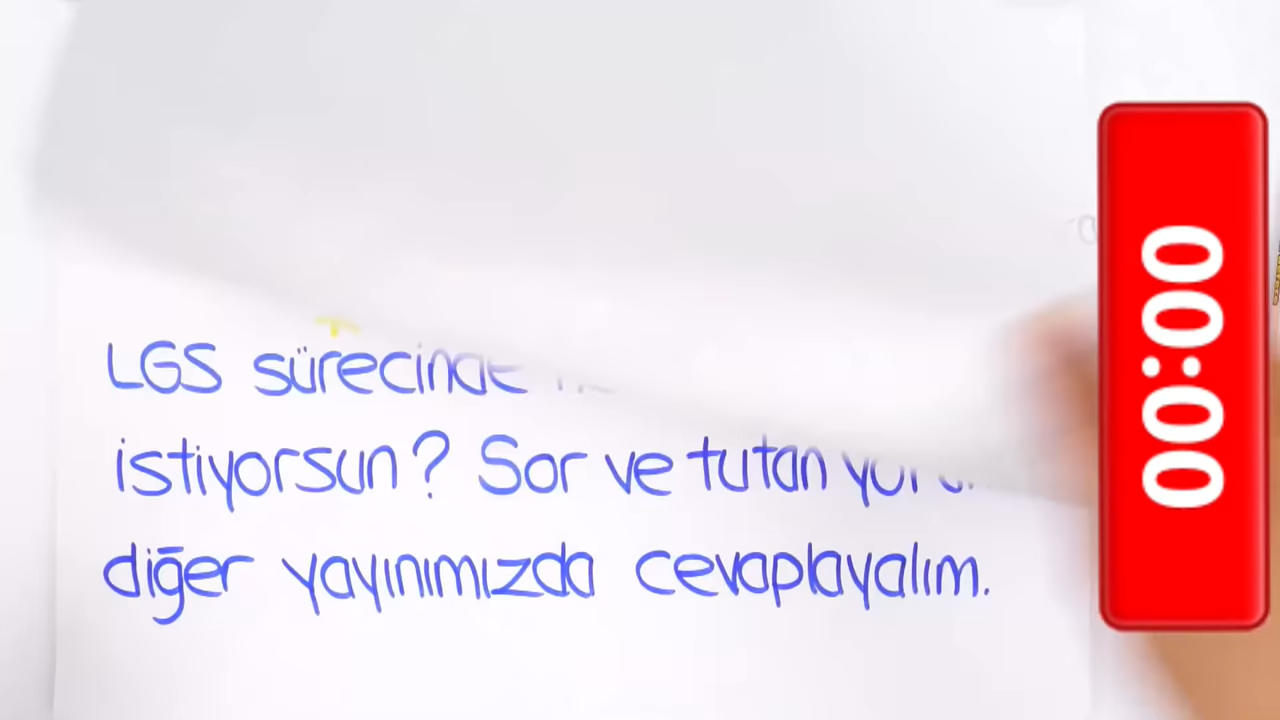 LGS sürecinde
istiyorsun? Sor ve tutan
diğer yayınımızda cevaplayalım.
00:00